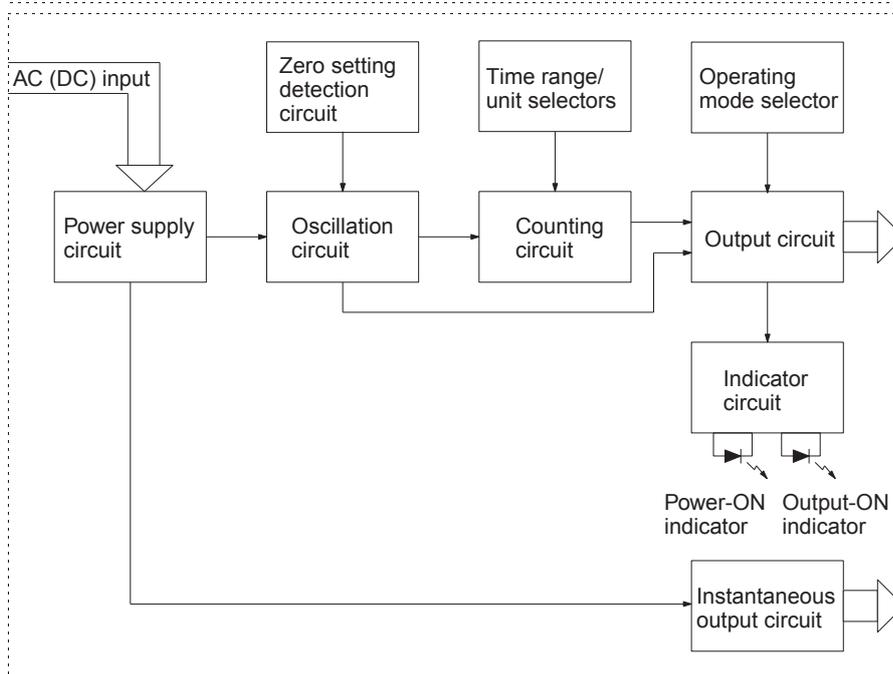 AC (DC) input
Zero setting
detection
circuit
Time range/
unit selectors
Operating
mode selector
Power supply
circuit
Oscillation
circuit
Counting
circuit
Output circuit
Indicator
circuit
Power-ON
indicator
Output-ON
indicator
Instantaneous
output circuit